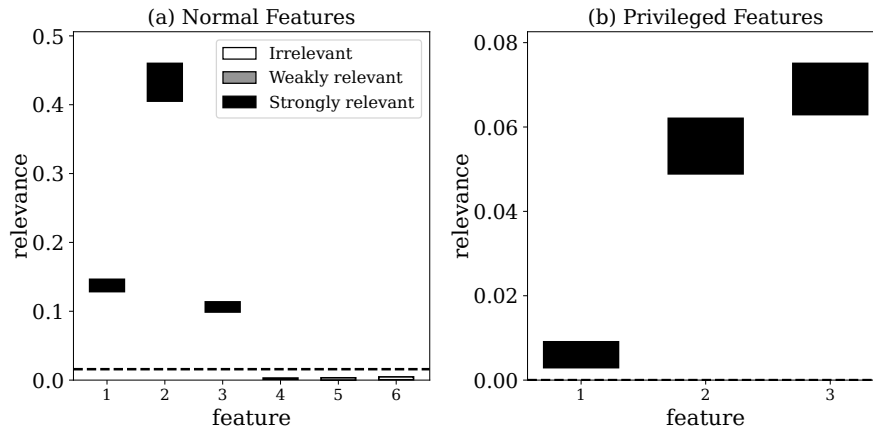 (a) Normal Features
0.5
0.4
0.3
0.2
0.1
0.0
relevance
Irrelevant
Weakly relevant
Strongly relevant
1 2 3 4 5 6
feature
(b) Privileged Features
0.08
0.06
0.04
0.02
0.00
relevance
1 2 3
feature